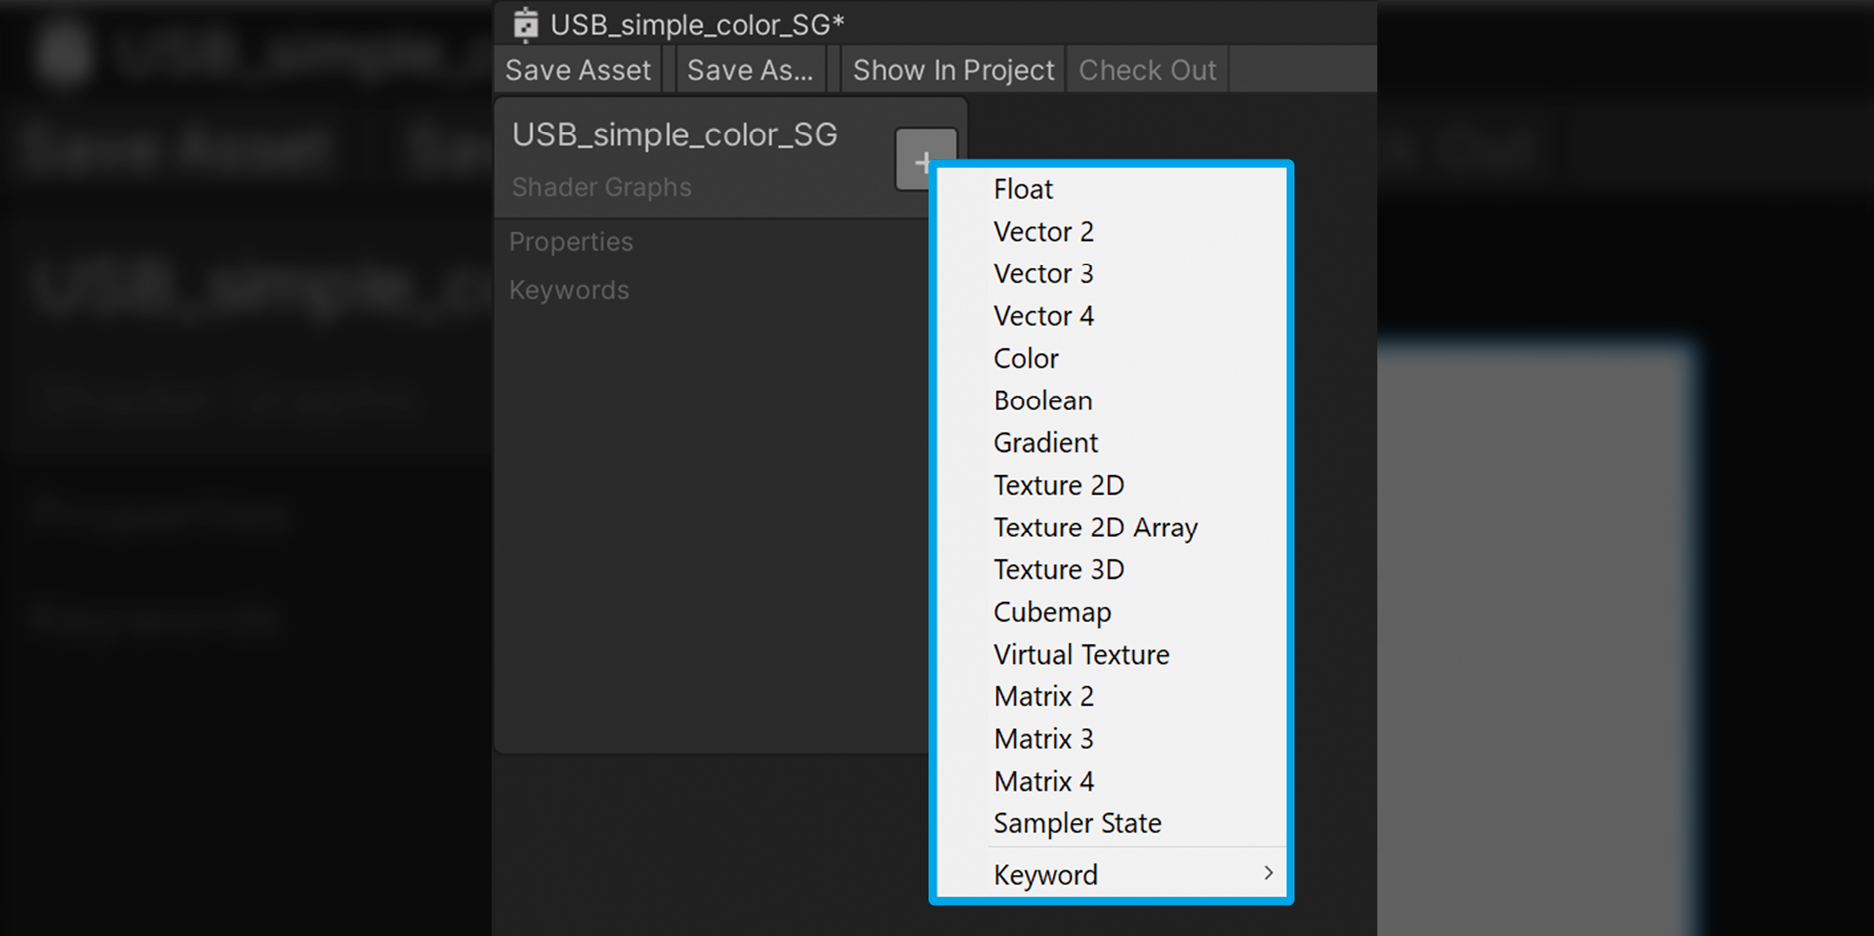 USB_simple_color_SG*
Save Asset
Save As...
Show In Project
Check Out
USB_simple_color_SG
+
Shader Graphs
Properties
Keywords
Float
Vector 2
Vector 3
Vector 4
Color
Boolean
Gradient
Texture 2D
Texture 2D Array
Texture 3D
Cubemap
Virtual Texture
Matrix 2
Matrix 3
Matrix 4
Sampler State
Keyword